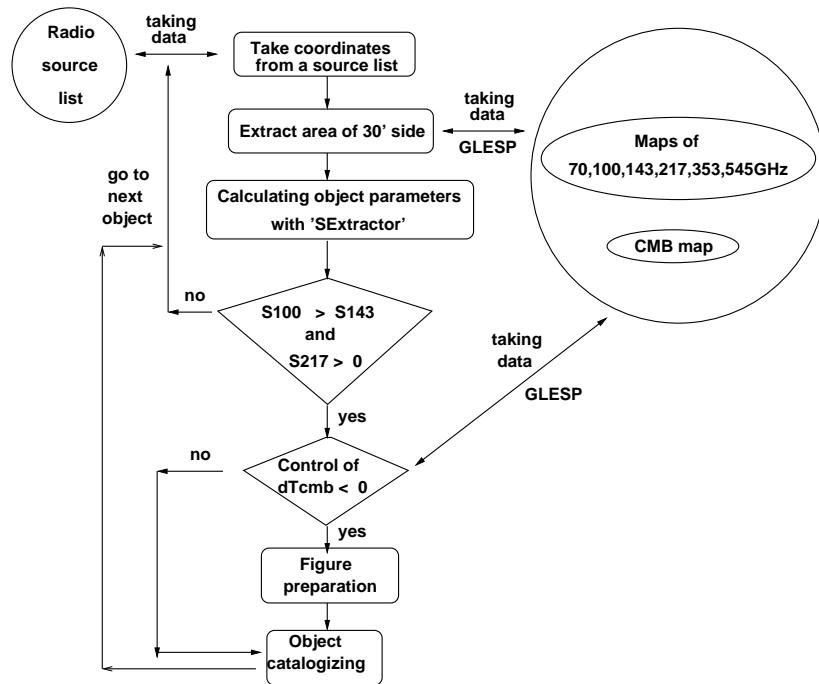 Radio
source
list
taking
data
Take coordinates
from a source list
Extract area of 30' side
taking
data
GLESP
Maps of
70,100,143,217,353,545GHz
CMB map
go to
next
object
Calculating object parameters
with 'SExtractor'
no
S100 > S143
and
S217 > 0
taking
data
GLESP
yes
no
Control of
dTcmb < 0
yes
Figure
preparation
Object
catalogizing